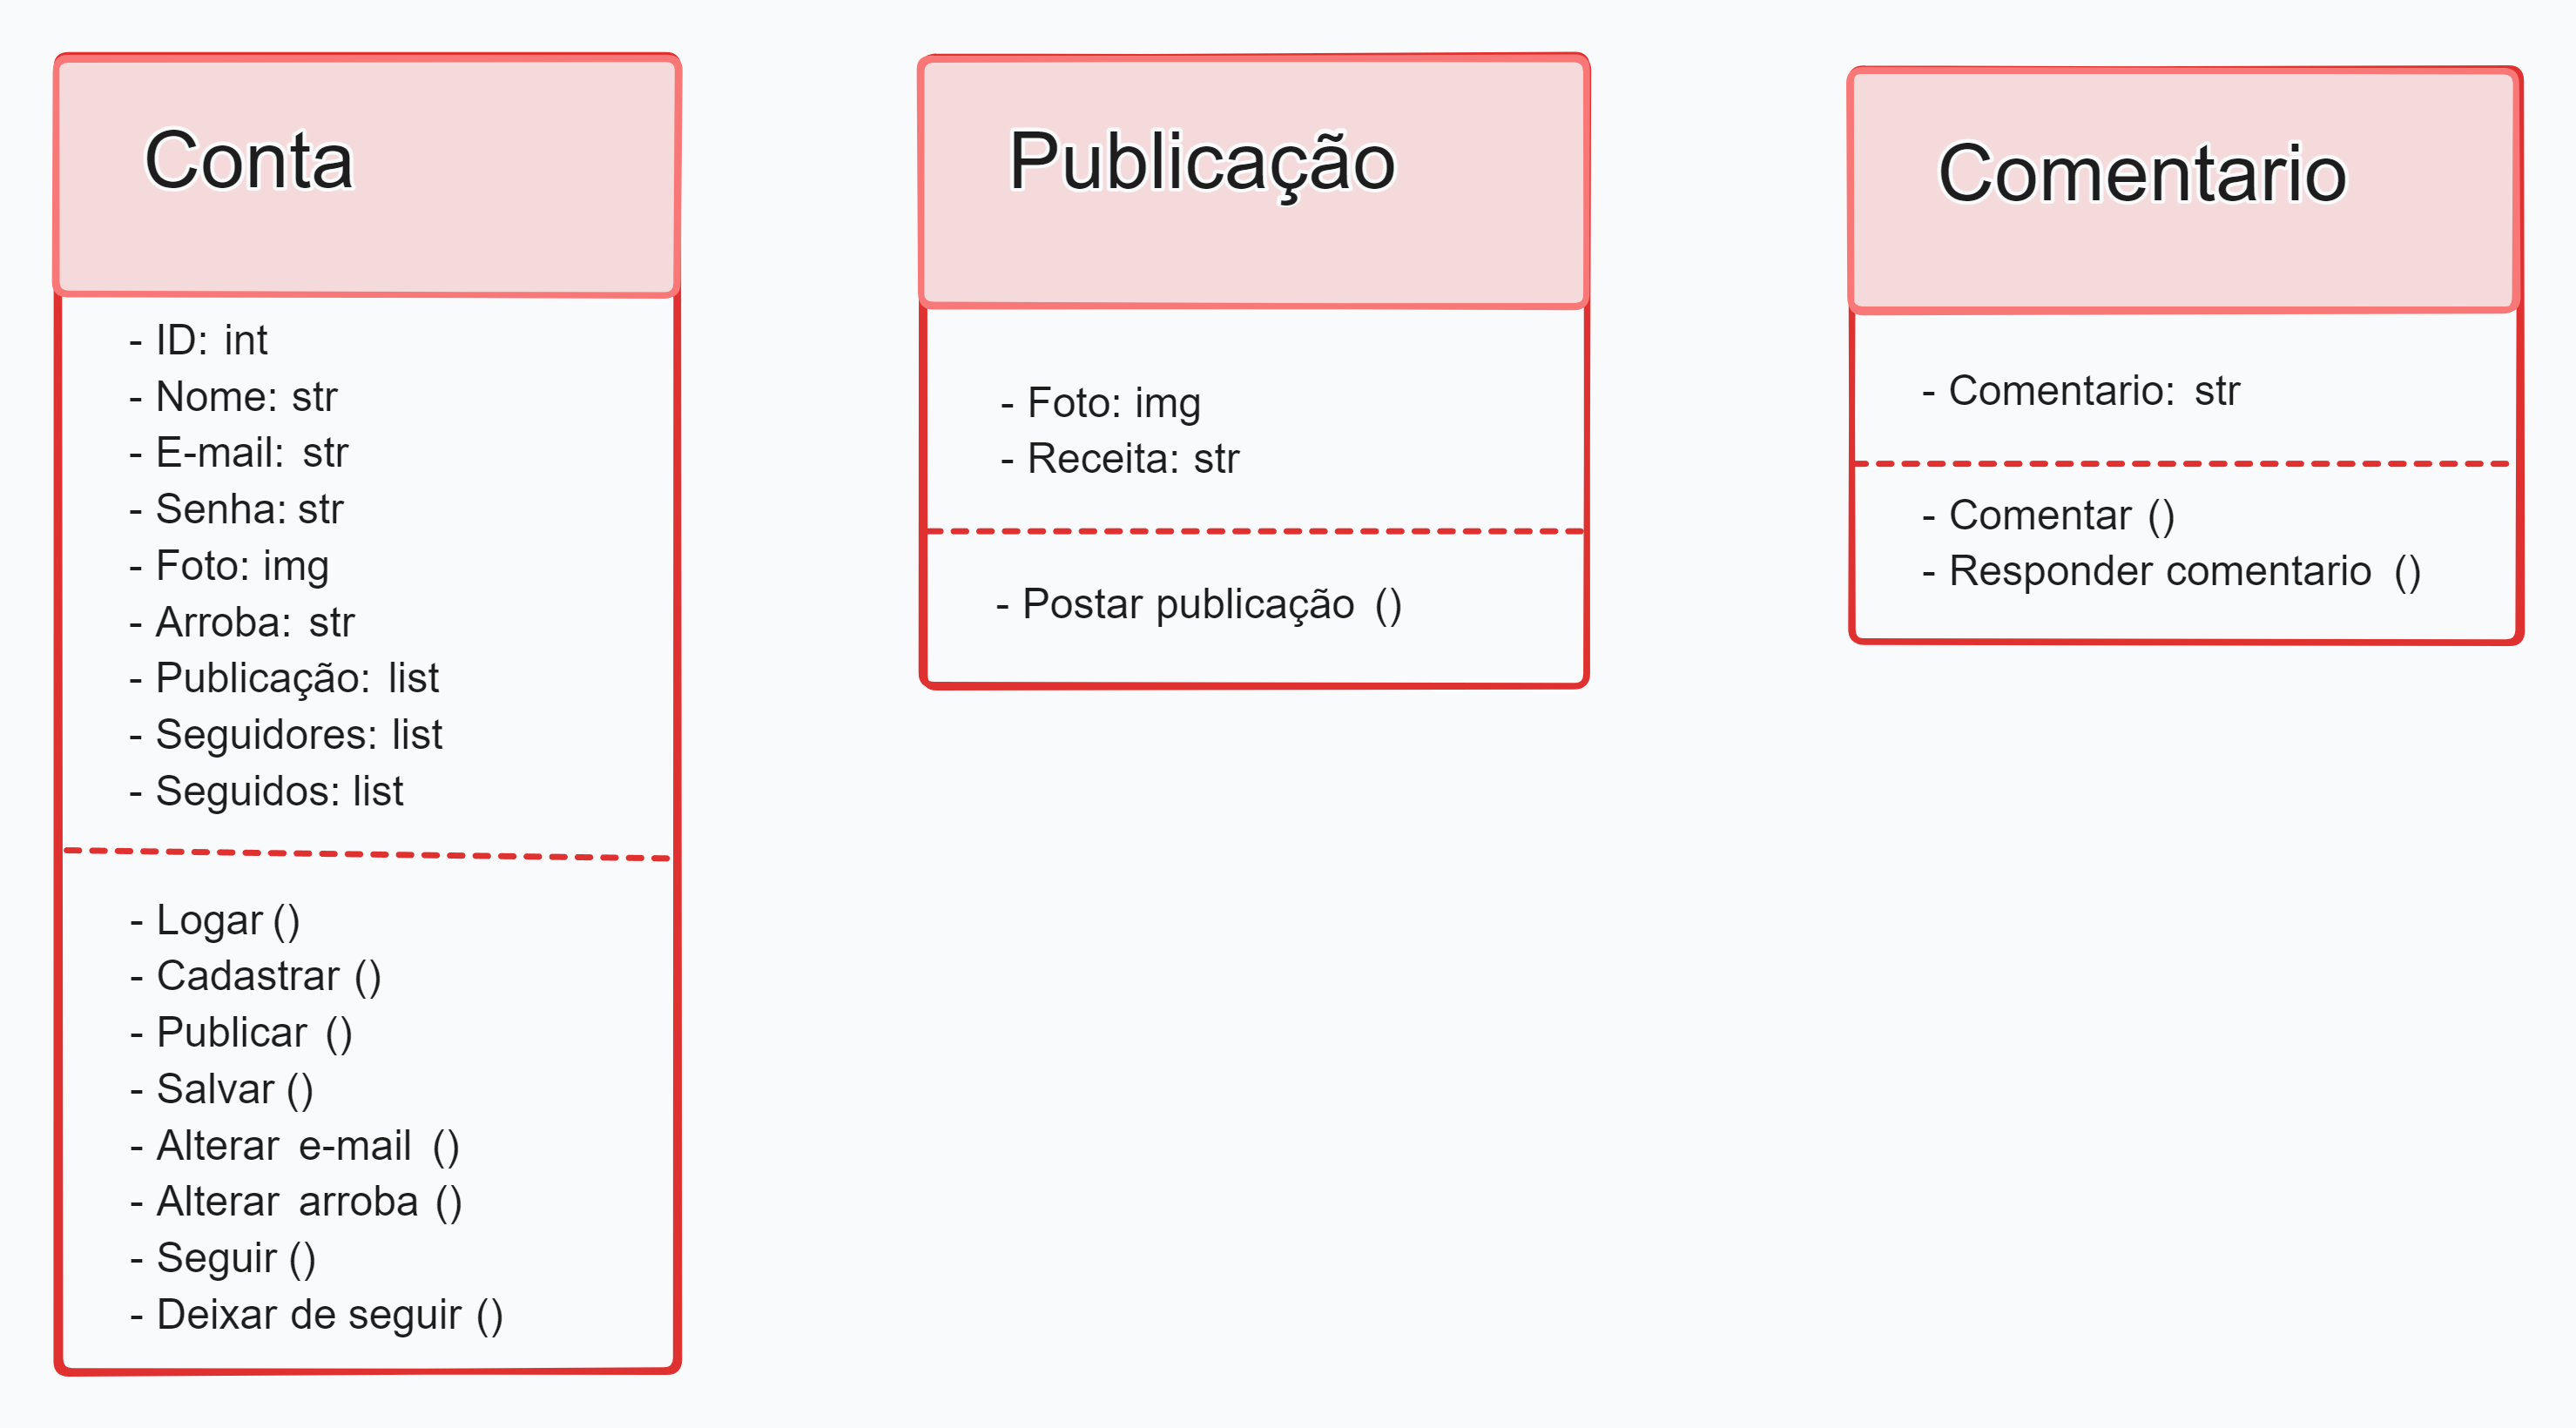 Conta
- ID: int
- Nome: str
- E-mail: str
- Senha: str
- Foto: img
- Arroba: str
- Publicação: list
- Seguidores: list
- Seguidos: list
- Logar ()
- Cadastrar ()
- Publicar ()
- Salvar ()
- Alterar e-mail ()
- Alterar arroba ()
- Seguir ()
- Deixar de seguir ()
Publicação
- Foto: img
- Receita: str
- Postar publicação ()
Comentario
- Comentario: str
- Comentar ()
- Responder comentario ()